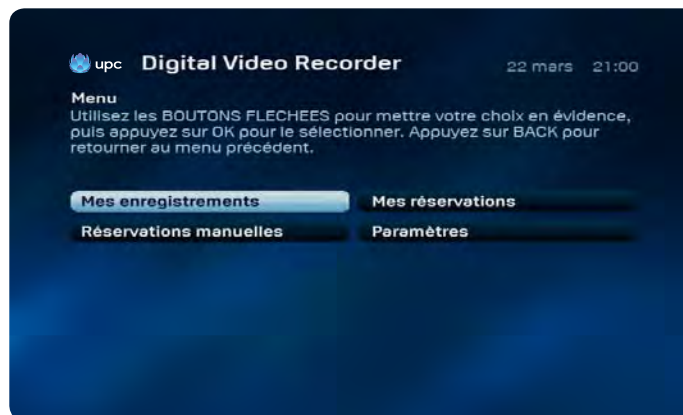 upc Digital Video Recorder 22 mars 21:00
Menu
Utilisez les BOUTONS FLECHEES pour mettre votre choix en évidence,
puis appuyez sur OK pour le sélectionner. Appuyez sur BACK pour
retourner au menu précédent.
Mes enregistrements Mes réservations
Réservations manuelles Paramètres